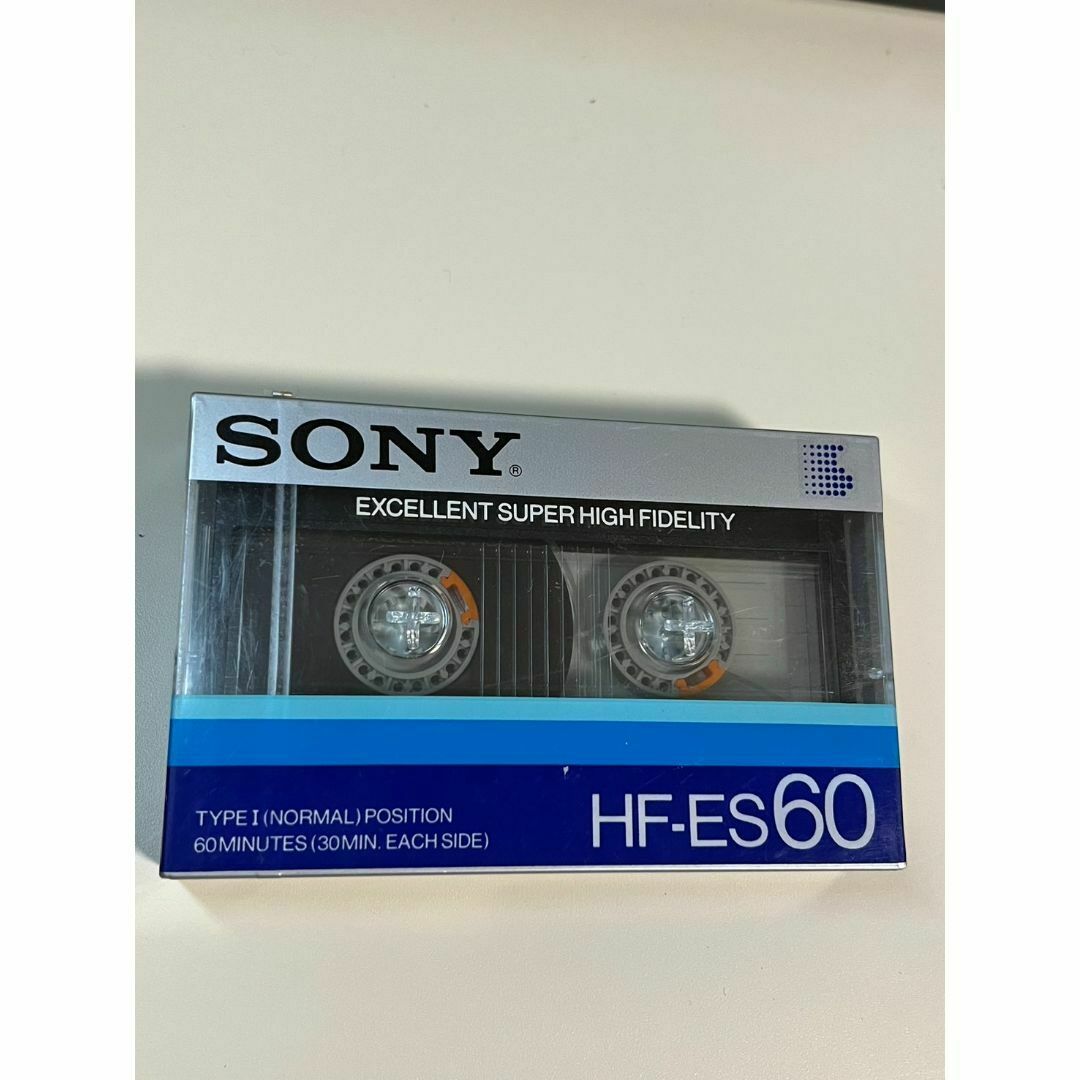 SONY®
EXCELLENT SUPER HIGH FIDELITY
TYPE I (NORMAL) POSITION
60 MINUTES (30 MIN. EACH SIDE)
HF-ES60